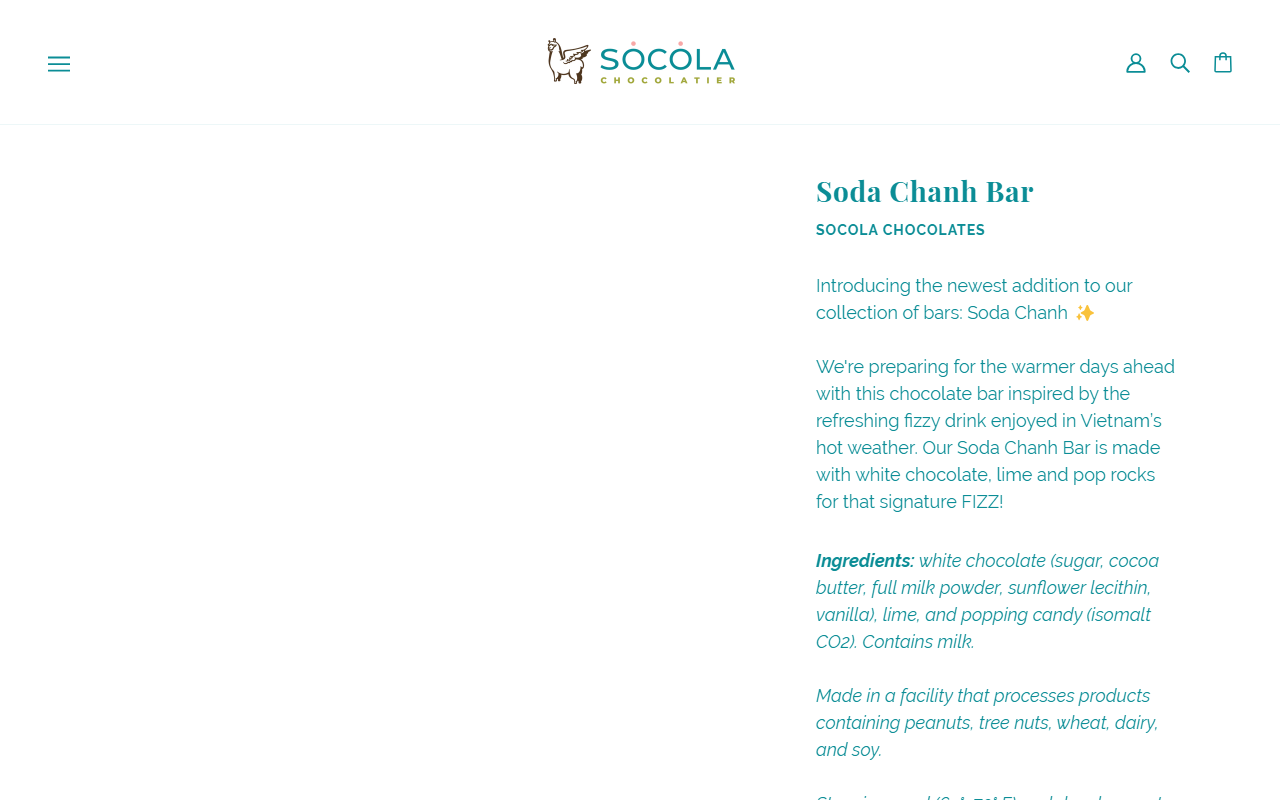 SOCOLA
CHOCOLATIER
Soda Chanh Bar
SOCOLA CHOCOLATES
Introducing the newest addition to our
collection of bars: Soda Chanh ✨
We're preparing for the warmer days ahead
with this chocolate bar inspired by the
refreshing fizzy drink enjoyed in Vietnam’s
hot weather. Our Soda Chanh Bar is made
with white chocolate, lime and pop rocks
for that signature FIZZ!
Ingredients: white chocolate (sugar, cocoa
butter, full milk powder, sunflower lecithin,
vanilla), lime, and popping candy (isomalt
CO2). Contains milk.
Made in a facility that processes products
containing peanuts, tree nuts, wheat, dairy,
and soy.